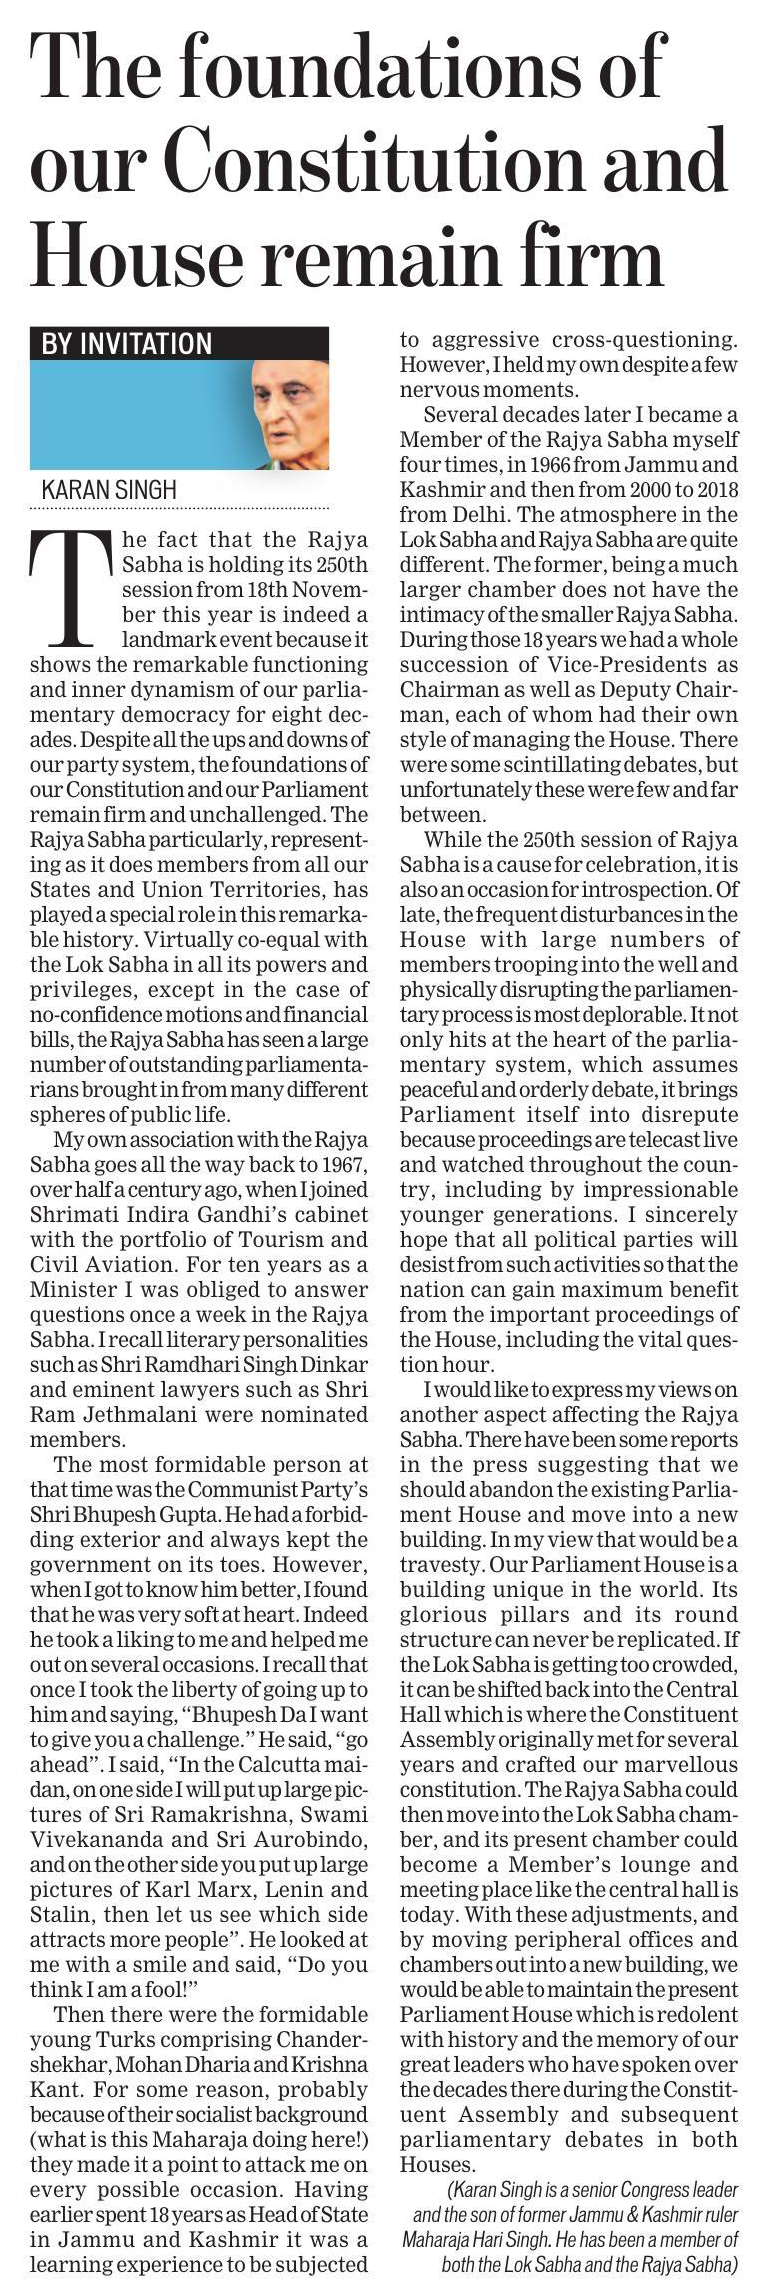 The foundations of
our Constitution and
House remain firm
BY INVITATION
KARAN SINGH
The fact that the Rajya
Sabha is holding its 250th
session from 18th Novem-
ber this year is indeed a
landmark event because it
shows the remarkable functioning
and inner dynamism of our parlia-
mentary democracy for eight dec-
ades. Despite all the ups and downs of
our party system, the foundations of
our Constitution and our Parliament
remain firm and unchallenged. The
Rajya Sabha particularly, represent-
ing as it does members from all our
States and Union Territories, has
played a special role in this remarka-
ble history. Virtually co-equal with
the Lok Sabha in all its powers and
privileges, except in the case of
no-confidence motions and financial
bills, the Rajya Sabha has seen a large
number of outstanding parliamenta-
rians brought in from many different
spheres of public life.
My own association with the Rajya
Sabha goes all the way back to 1967,
over half a century ago, when I joined
Shrimati Indira Gandhi's cabinet
with the portfolio of Tourism and
Civil Aviation. For ten years as a
Minister I was obliged to answer
questions once a week in the Rajya
Sabha. I recall literary personalities
such as Shri Ramdhari Singh Dinkar
and eminent lawyers such as Shri
Ram Jethmalani were nominated
members.
The most formidable person at
that time was the Communist Party's
Shri Bhupesh Gupta. He had a forbid-
ding exterior and always kept the
government on its toes. However,
when I got to know him better, I found
that he was very soft at heart. Indeed
he took a liking to me and helped me
out on several occasions. I recall that
once I took the liberty of going up to
him and saying, “Bhupesh Da I want
to give you a challenge.” He said, “go
ahead”. I said, “In the Calcutta mai-
dan, on one side I will put up large pic-
tures of Sri Ramakrishna, Swami
Vivekananda and Sri Aurobindo,
and on the other side you put up large
pictures of Karl Marx, Lenin and
Stalin, then let us see which side
attracts more people”. He looked at
me with a smile and said, “Do you
think I am a fool!”
Then there were the formidable
young Turks comprising Chander-
shekhar, Mohan Dharia and Krishna
Kant. For some reason, probably
because of their socialist background
(what is this Maharaja doing here!)
they made it a point to attack me on
every possible occasion. Having
earlier spent 18 years as Head of State
in Jammu and Kashmir it was a
learning experience to be subjected
to aggressive cross-questioning.
However, I held my own despite a few
nervous moments.
Several decades later I became a
Member of the Rajya Sabha myself
four times, in 1966 from Jammu and
Kashmir and then from 2000 to 2018
from Delhi. The atmosphere in the
Lok Sabha and Rajya Sabha are quite
different. The former, being a much
larger chamber does not have the
intimacy of the smaller Rajya Sabha.
During those 18 years we had a whole
succession of Vice-Presidents as
Chairman as well as Deputy Chair-
man, each of whom had their own
style of managing the House. There
were some scintillating debates, but
unfortunately these were few and far
between.
While the 250th session of Rajya
Sabha is a cause for celebration, it is
also an occasion for introspection. Of
late, the frequent disturbances in the
House with large numbers of
members trooping into the well and
physically disrupting the parliamen-
tary process is most deplorable. It not
only hits at the heart of the parlia-
mentary system, which assumes
peaceful and orderly debate, it brings
Parliament itself into disrepute
because proceedings are telecast live
and watched throughout the coun-
try, including by impressionable
younger generations. I sincerely
hope that all political parties will
desist from such activities so that the
nation can gain maximum benefit
from the important proceedings of
the House, including the vital ques-
tion hour.
I would like to express my views on
another aspect affecting the Rajya
Sabha. There have been some reports
in the press suggesting that we
should abandon the existing Parlia-
ment House and move into a new
building. In my view that would be a
travesty. Our Parliament House is a
building unique in the world. Its
glorious pillars and its round
structure can never be replicated. If
the Lok Sabha is getting too crowded,
it can be shifted back into the Central
Hall which is where the Constituent
Assembly originally met for several
years and crafted our marvellous
constitution. The Rajya Sabha could
then move into the Lok Sabha cham-
ber, and its present chamber could
become a Member's lounge and
meeting place like the central hall is
today. With these adjustments, and
by moving peripheral offices and
chambers out into a new building, we
would be able to maintain the present
Parliament House which is redolent
with history and the memory of our
great leaders who have spoken over
the decades there during the Constit-
uent Assembly and subsequent
parliamentary debates in both
Houses.
(Karan Singh is a senior Congress leader
and the son of former Jammu & Kashmir ruler
Maharaja Hari Singh. He has been a member of
both the Lok Sabha and the Rajya Sabha)